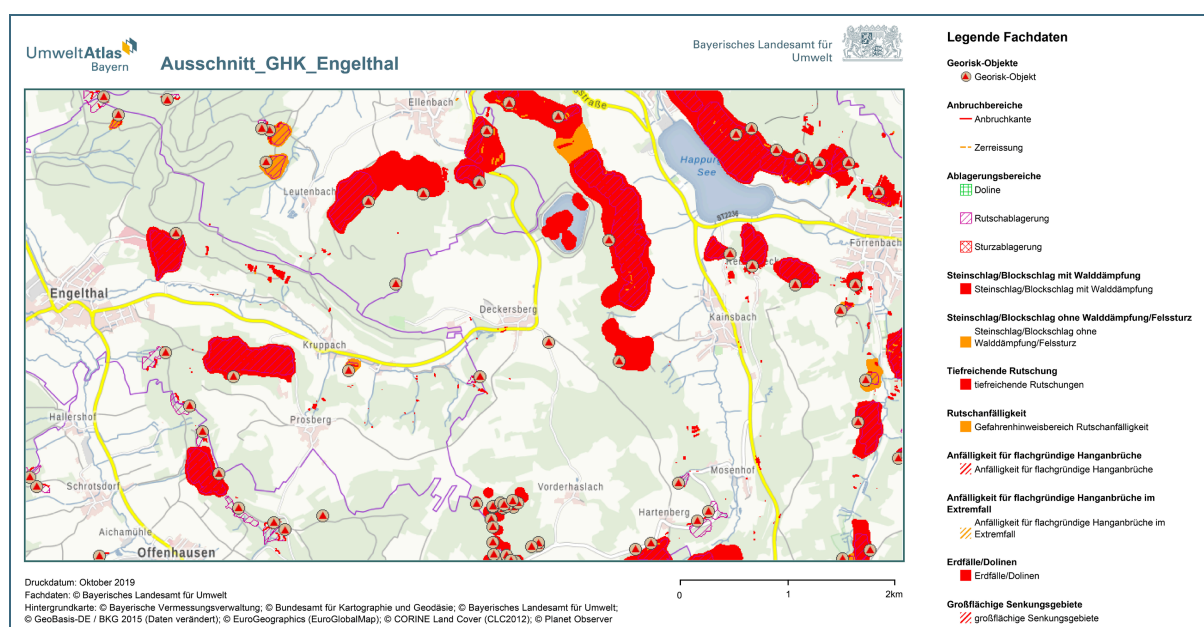 UmweltAtlas
Bayern
Ausschnitt_GHK_Engelthal
Bayerisches Landesamt für
Umwelt
Ellenbach
Leutenbach
Happurg
See
ST2236
Förrenbach
Engelthal
Deckersberg
Kainsbach
Kruppach
Hallershof
Prosberg
Mosenhof
Schrotsdorf
Vorderhaslach
Hartenberg
Aichamühle
Offenhausen
Legende Fachdaten
Georisk-Objekte
Georisk-Objekt
Anbruchbereiche
Anbruchkante
Zerreissung
Ablagerungsbereiche
Doline
Rutschablagerung
Sturzablagerung
Steinschlag/Blockschlag mit Walddämpfung
Steinschlag/Blockschlag mit Walddämpfung
Steinschlag/Blockschlag ohne Walddämpfung/Felssturz
Steinschlag/Blockschlag ohne
Walddämpfung/Felssturz
Tiefreichende Rutschung
tiefreichende Rutschungen
Rutschanfälligkeit
Gefahrenhinweisbereich Rutschanfälligkeit
Anfälligkeit für flachgründige Hanganbrüche
Anfälligkeit für flachgründige Hanganbrüche
Anfälligkeit für flachgründige Hanganbrüche im
Extremfall
Anfälligkeit für flachgründige Hanganbrüche im
Extremfall
Erdfälle/Dolinen
Erdfälle/Dolinen
Großflächige Senkungsgebiete
großflächige Senkungsgebiete
Druckdatum: Oktober 2019
Fachdaten: © Bayerisches Landesamt für Umwelt
Hintergrundkarte: © Bayerische Vermessungsverwaltung; © Bundesamt für Kartographie und Geodäsie; © Bayerisches Landesamt für Umwelt;
© GeoBasis-DE / BKG 2015 (Daten verändert); © EuroGeographics (EuroGlobalMap); © CORINE Land Cover (CLC2012); © Planet Observer
0 1 2km